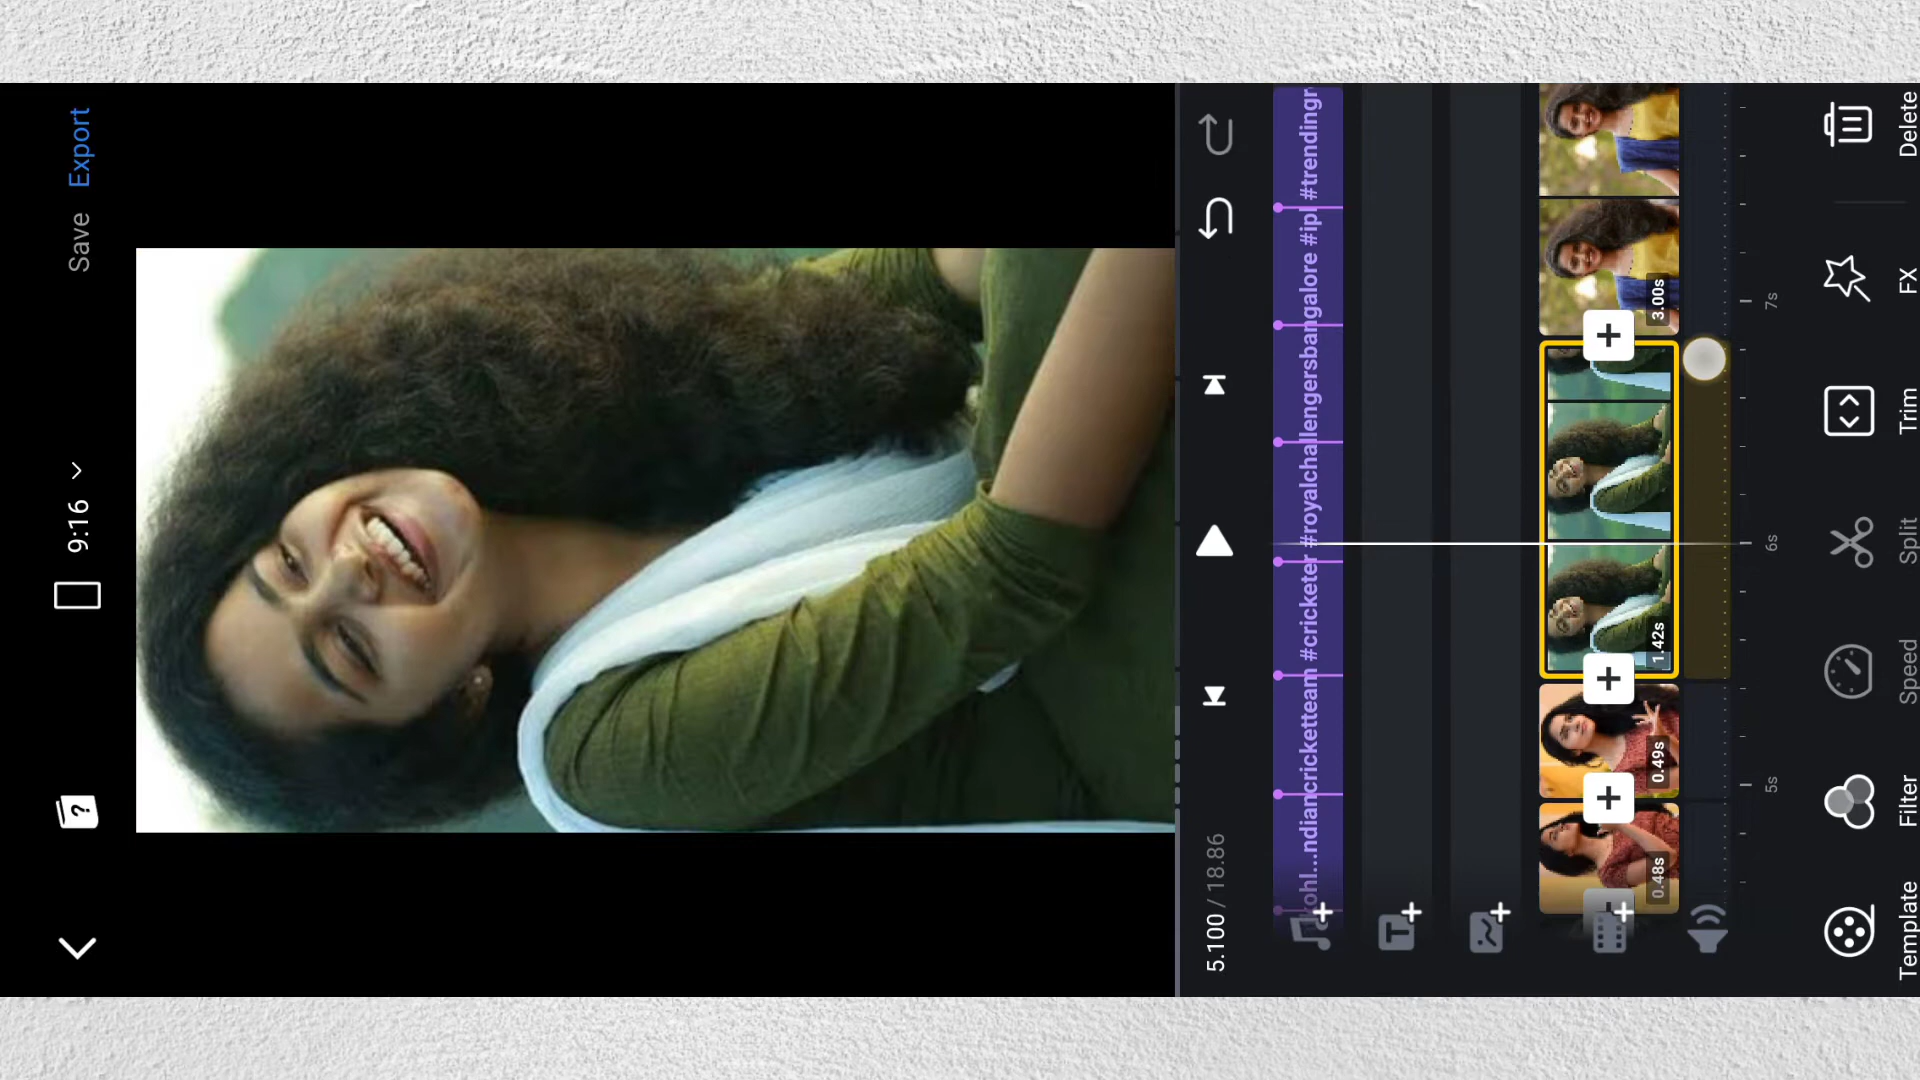 9:16
Save
Export
5.100 / 18.86
ohl...ndiancricketteam #cricketer #royalchallengersbangalore #ipl #trendingr
0.48s
0.49s
1.42s
3.00s
5s
6s
7s
Template
Filter
Speed
Split
Trim
FX
Delete